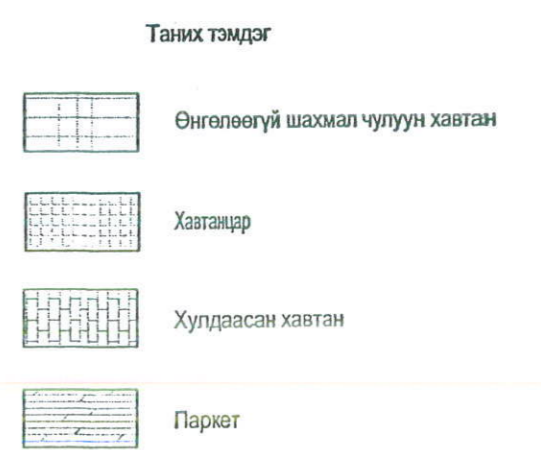 Таних тэмдэг
Өнгөлөөгүй шахмал чулуун хавтан
Хавтанцар
Хулдаасан хавтан
Паркет